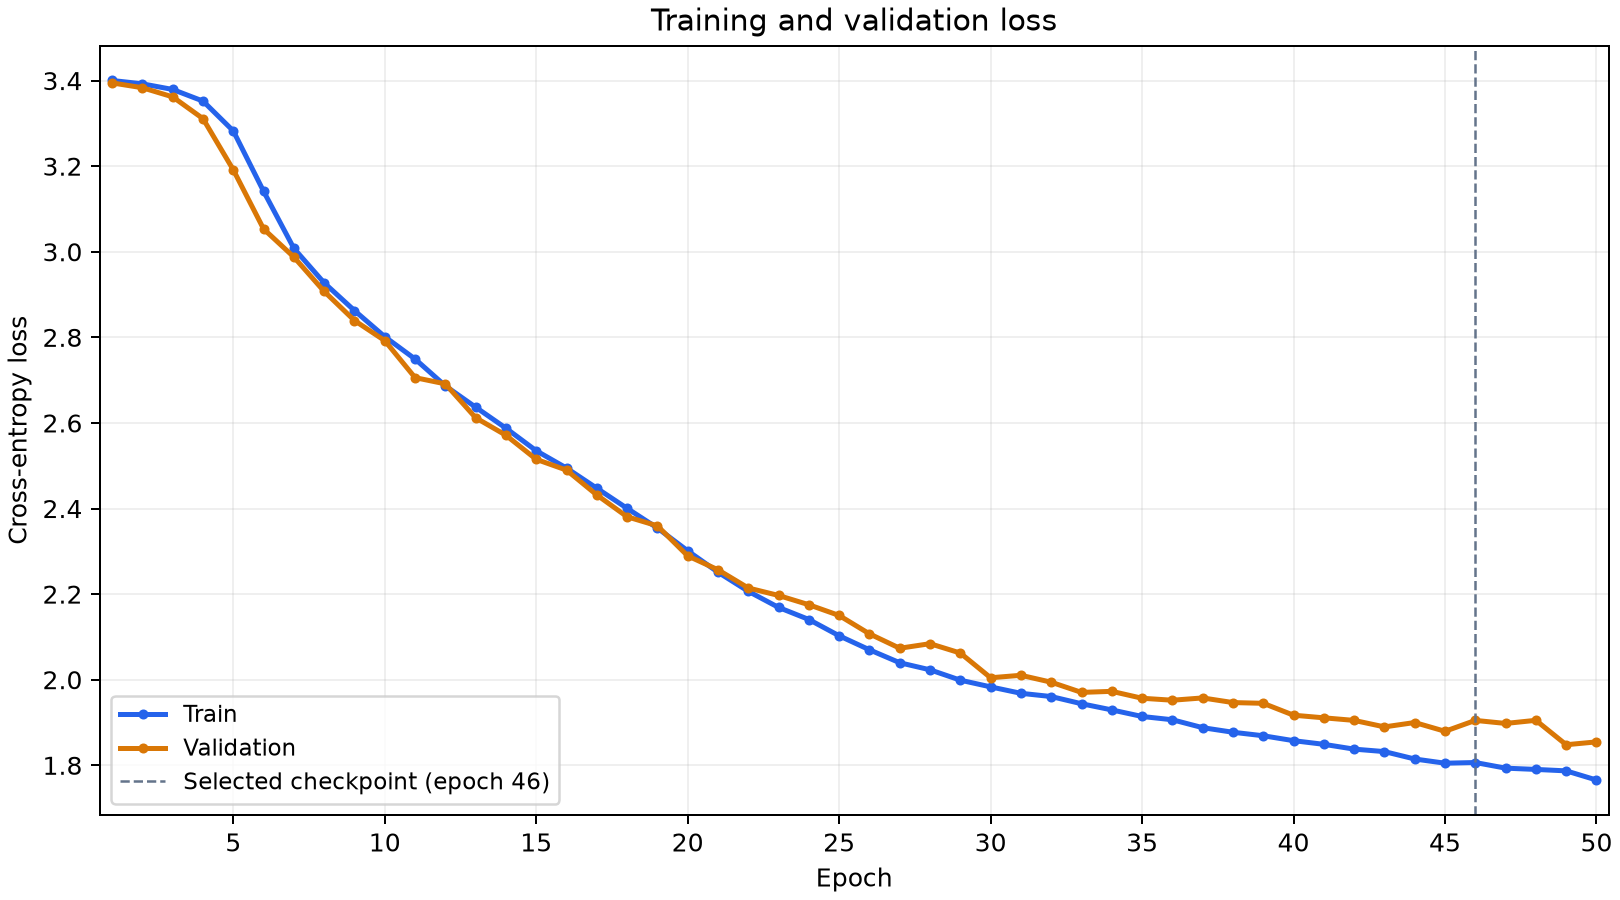 Training and validation loss
Cross-entropy loss
3.4
3.2
3.0
2.8
2.6
2.4
2.2
2.0
1.8
Train
Validation
Selected checkpoint (epoch 46)
5 10 15 20 25 30 35 40 45 50
Epoch